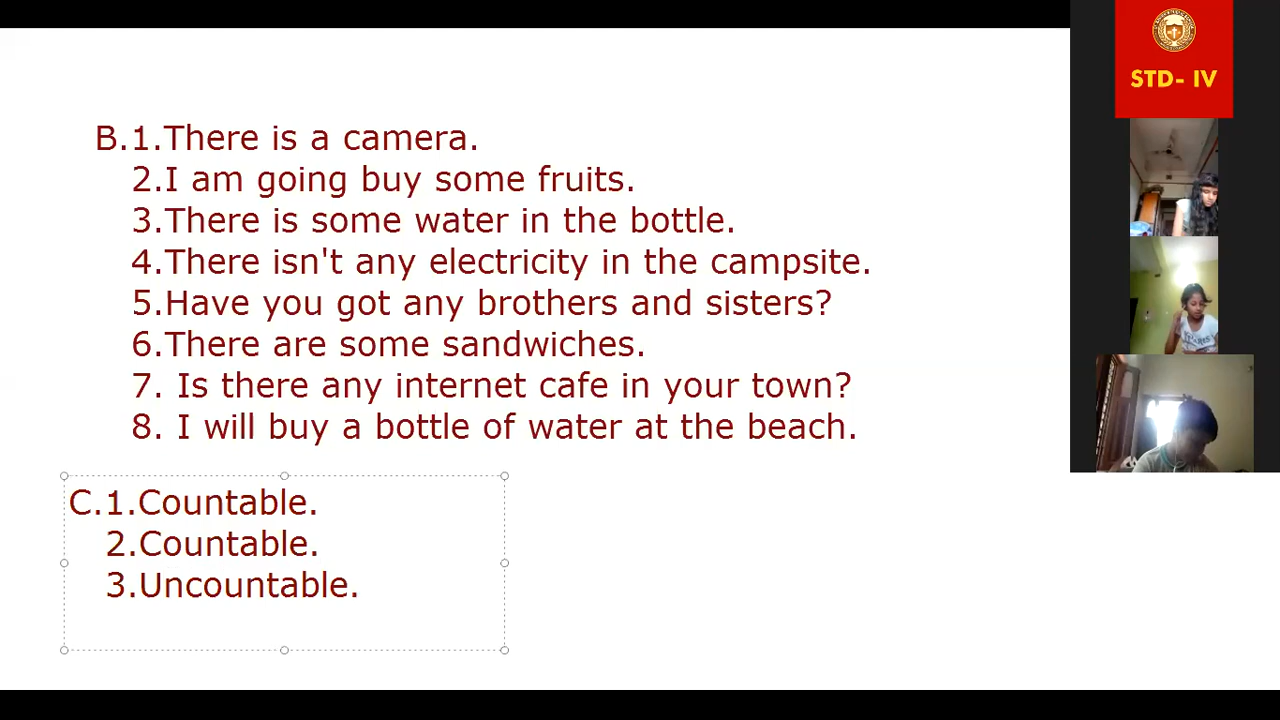 B.1.There is a camera.
2.I am going buy some fruits.
3.There is some water in the bottle.
4.There isn't any electricity in the campsite.
5.Have you got any brothers and sisters?
6.There are some sandwiches.
7. Is there any internet cafe in your town?
8. I will buy a bottle of water at the beach.
C.1.Countable.
2.Countable.
3.Uncountable.
STD- IV